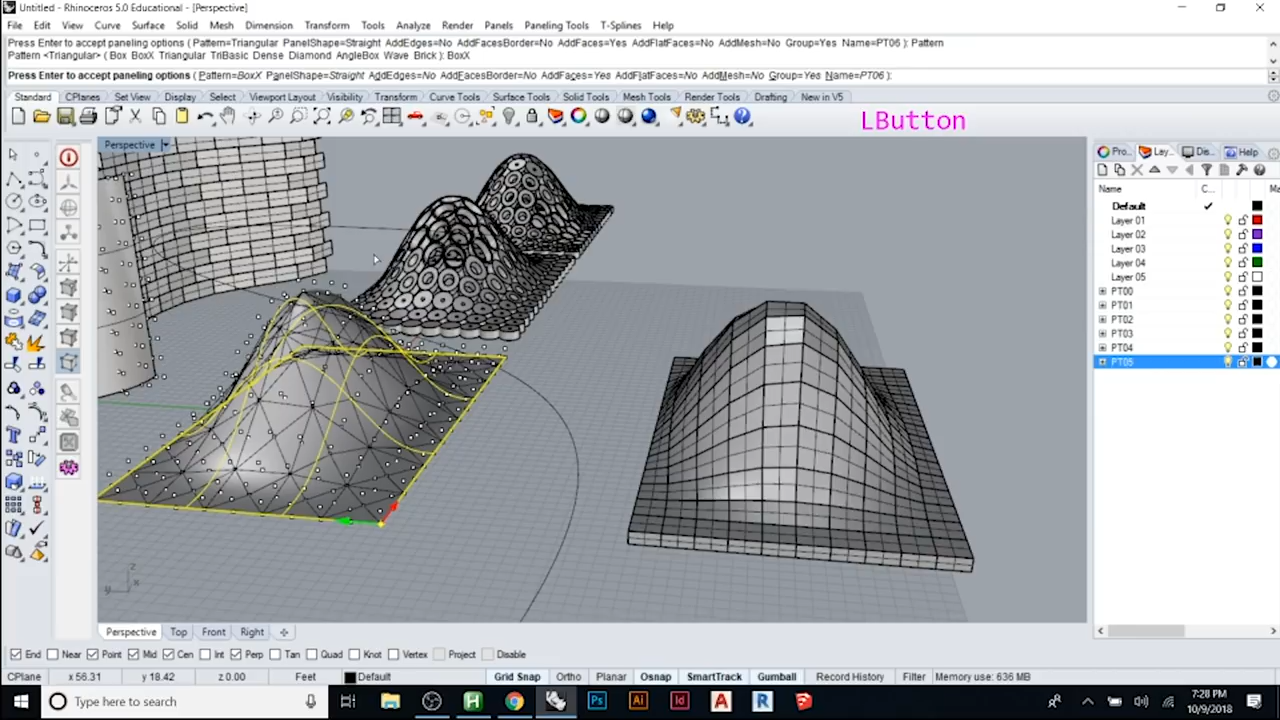 Untitled - Rhinoceros 5.0 Educational - [Perspective]
File Edit View Curve Surface Solid Mesh Dimension Transform Tools Analyze Render Panels Paneling Tools T-Splines Help
Press Enter to accept paneling options ( Pattern=Triangular PanelShape=Straight AddEdges=No AddFacesBorder=No AddFaces=Yes AddFlatFaces=No AddMesh=No Group=Yes Name=PT06 ): Pattern
Pattern <Triangular> ( Box BoxX Triangular TriBasic Dense Diamond AngleBox Wave Brick ): BoxX
Press Enter to accept paneling options ( Pattern=BoxX PanelShape=Straight AddEdges=No AddFacesBorder=No AddFaces=Yes AddFlatFaces=No AddMesh=No Group=Yes Name=PT06 ):
Standard CPlanes Set View Display Select Viewport Layout Visibility Transform Curve Tools Surface Tools Solid Tools Mesh Tools Render Tools Drafting New in V5
LButton
Perspective
Pro... Lay... Dis... Help
Name C... Ma
Default
Layer 01
Layer 02
Layer 03
Layer 04
Layer 05
PT00
PT01
PT02
PT03
PT04
PT05
z
y x
Perspective Top Front Right
End Near Point Mid Cen Int Perp Tan Quad Knot Vertex Project Disable
CPlane x 56.31 y 18.42 z 0.00 Feet Default Grid Snap Ortho Planar Osnap SmartTrack Gumball Record History Filter Memory use: 636 MB
Type here to search
Ps Ai Id A R
7:28 PM
10/9/2018